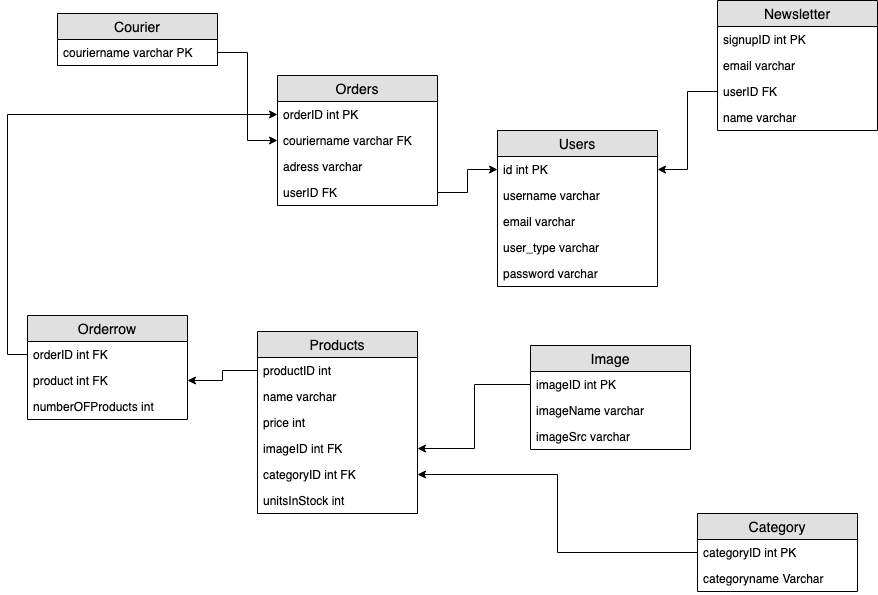 Courier
couriername varchar PK
Newsletter
signupID int PK
email varchar
userID FK
name varchar
Orders
orderID int PK
couriername varchar FK
adress varchar
userID FK
Users
id int PK
username varchar
email varchar
user_type varchar
password varchar
Orderrow
orderID int FK
product int FK
numberOFProducts int
Products
productID int
name varchar
price int
imageID int FK
categoryID int FK
unitsInStock int
Image
imageID int PK
imageName varchar
imageSrc varchar
Category
categoryID int PK
categoryname Varchar